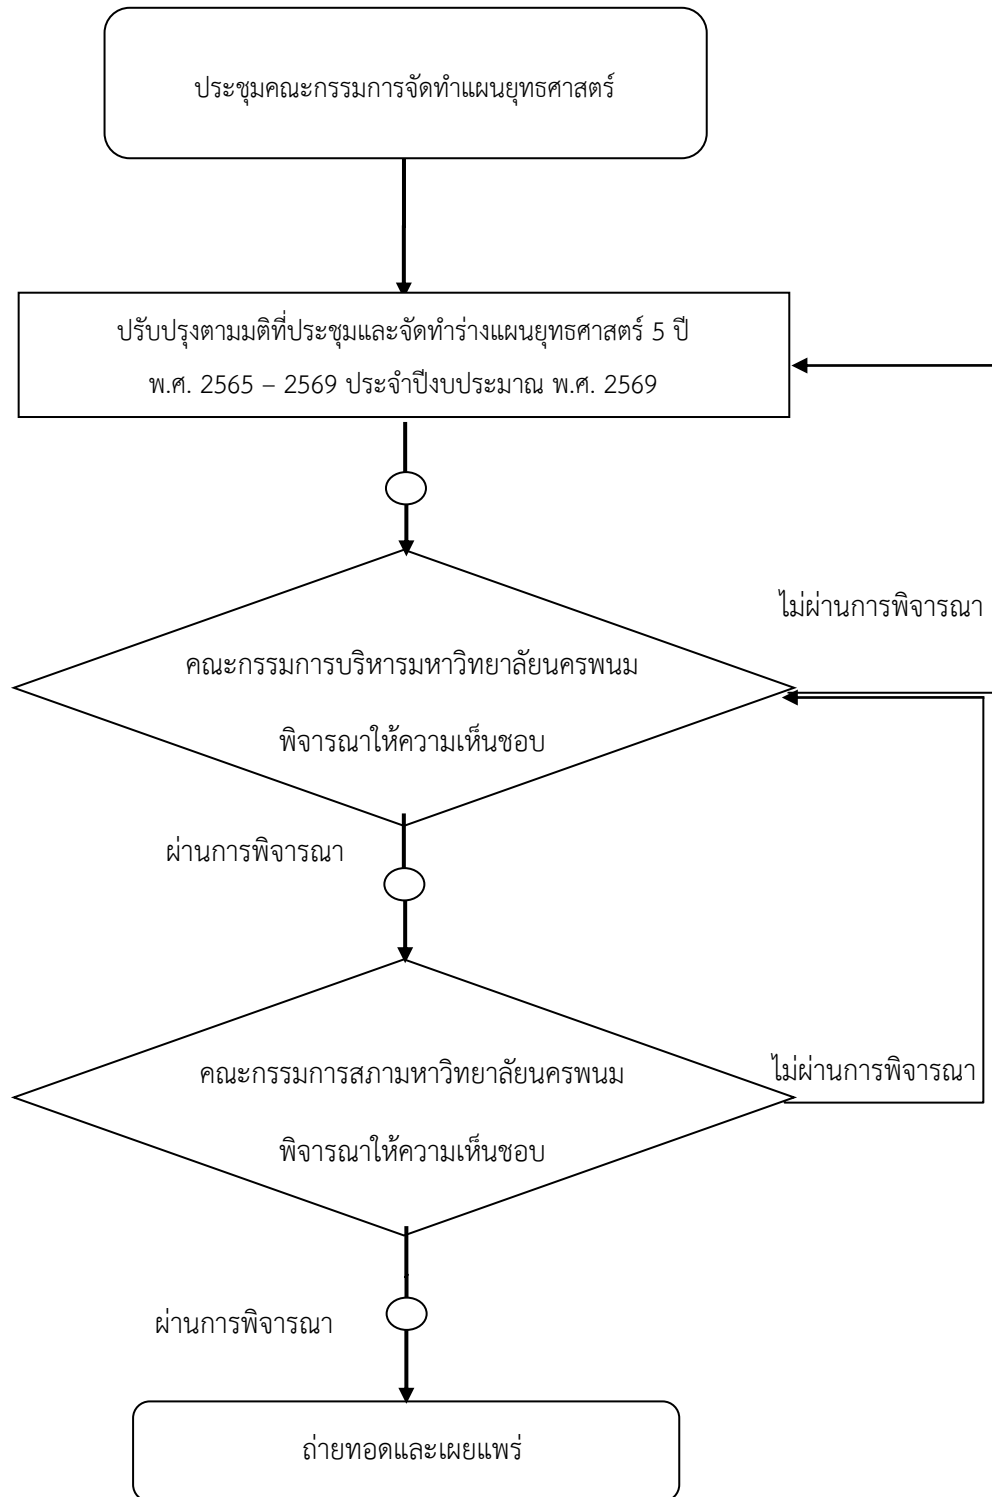 ประชุมคณะกรรมการจัดทำแผนยุทธศาสตร์
ปรับปรุงตามมติที่ประชุมและจัดทำร่างแผนยุทธศาสตร์ 5 ปี
พ.ศ. 2565 – 2569 ประจำปีงบประมาณ พ.ศ. 2569
ไม่ผ่านการพิจารณา
คณะกรรมการบริหารมหาวิทยาลัยนครพนม
พิจารณาให้ความเห็นชอบ
ผ่านการพิจารณา
คณะกรรมการสภามหาวิทยาลัยนครพนม
ไม่ผ่านการพิจารณา
พิจารณาให้ความเห็นชอบ
ผ่านการพิจารณา
ถ่ายทอดและเผยแพร่